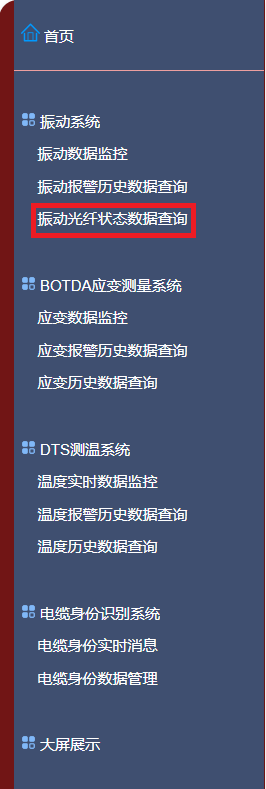 首页
振动系统
振动数据监控
振动报警历史数据查询
振动光纤状态数据查询
BOTDA应变测量系统
应变数据监控
应变报警历史数据查询
应变历史数据查询
DTS测温系统
温度实时数据监控
温度报警历史数据查询
温度历史数据查询
电缆身份识别系统
电缆身份实时消息
电缆身份数据管理
大屏展示